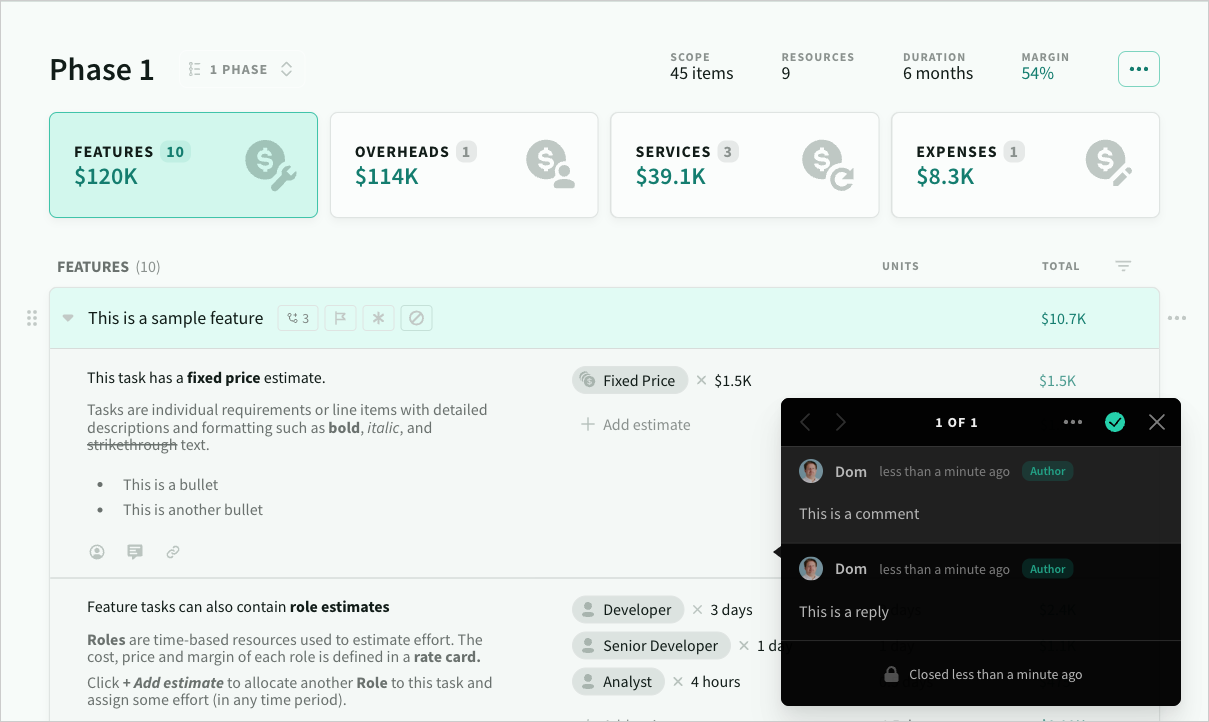 Phase 1
1 PHASE
SCOPE
45 items
RESOURCES
9
DURATION
6 months
MARGIN
54%
FEATURES 10
$120K
OVERHEADS 1
$114K
SERVICES 3
$39.1K
EXPENSES 1
$8.3K
FEATURES (10)
UNITS
TOTAL
This is a sample feature
3
$10.7K
This task has a fixed price estimate.
Fixed Price × $1.5K
$1.5K
Tasks are individual requirements or line items with detailed
descriptions and formatting such as bold, italic, and
strikethrough text.
Add estimate
• This is a bullet
• This is another bullet
1 OF 1
Dom less than a minute ago Author
This is a comment
Dom less than a minute ago Author
This is a reply
Closed less than a minute ago
Feature tasks can also contain role estimates
Developer × 3 days
Roles are time-based resources used to estimate effort. The
cost, price and margin of each role is defined in a rate card.
Senior Developer × 1 day
Click + Add estimate to allocate another Role to this task and
assign some effort (in any time period).
Analyst × 4 hours